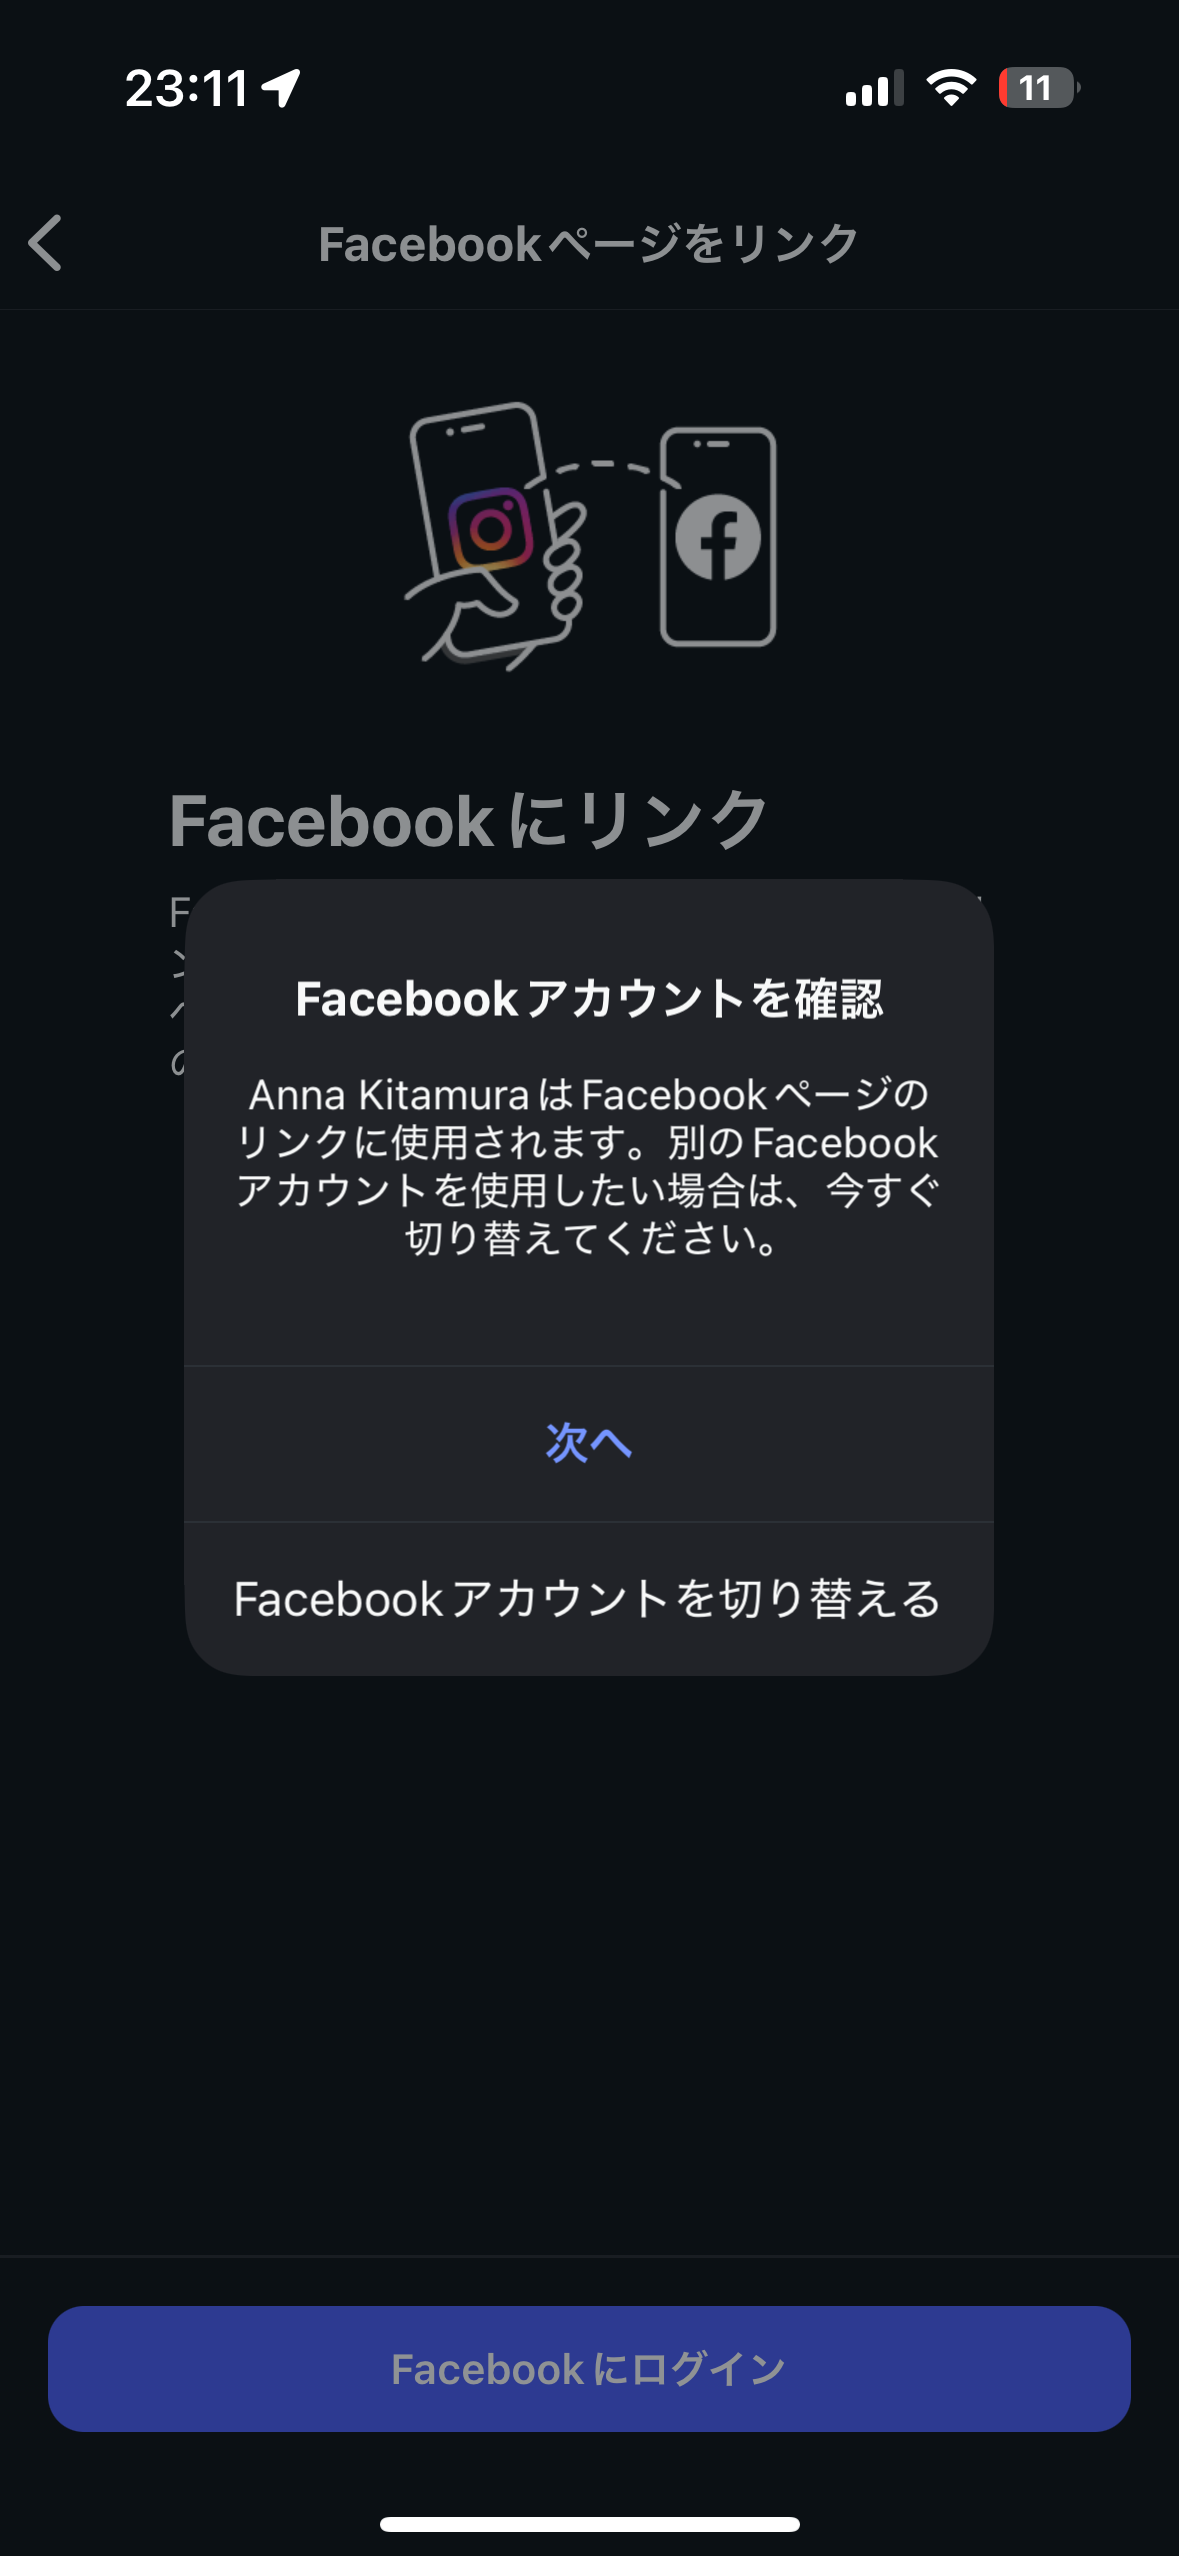 23:11
11
Facebookページをリンク
Facebookにリンク
Facebookアカウントを確認
Anna KitamuraはFacebookページの
リンクに使用されます。別のFacebook
アカウントを使用したい場合は、今すぐ
切り替えてください。
次へ
Facebookアカウントを切り替える
Facebookにログイン